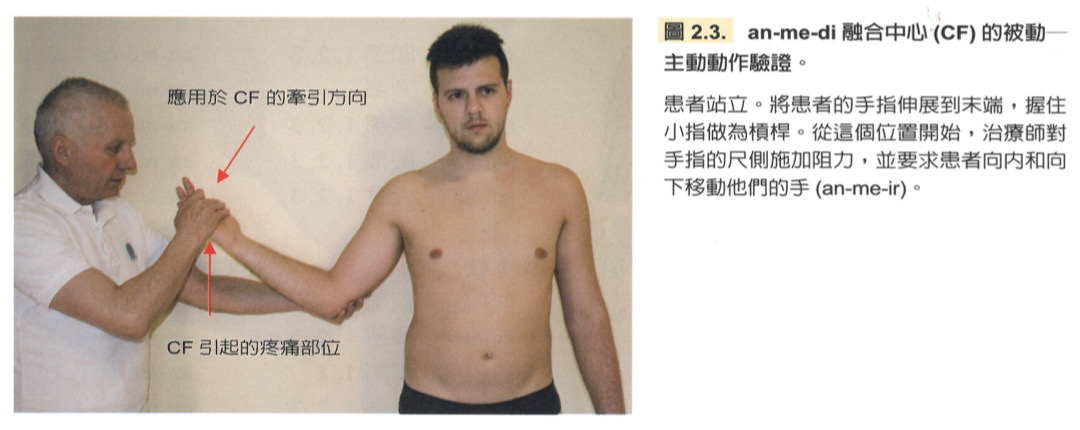 應用於 CF 的牽引方向
CF 引起的疼痛部位
圖 2.3. an-me-di 融合中心 (CF) 的被動—
主動動作驗證。
患者站立。將患者的手指伸展到末端，握住
小指做為槓桿。從這個位置開始，治療師對
手指的尺側施加阻力，並要求患者向內和向
下移動他們的手 (an-me-ir)。